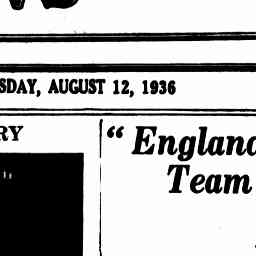 SDAY, AUGUST 12, 1936
RY
“ England
Team